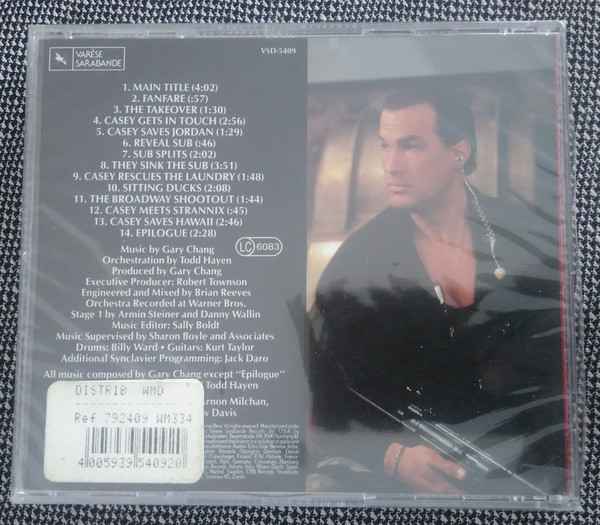 VARÈSE
SARABANDE
VSD-5409
1. MAIN TITLE (4:02)
2. FANFARE (:57)
3. THE TAKEOVER (1:30)
4. CASEY GETS IN TOUCH (2:56)
5. CASEY SAVES JORDAN (1:29)
6. REVEAL SUB (:46)
7. SUB SPLITS (2:02)
8. THEY SINK THE SUB (3:51)
9. CASEY RESCUES THE LAUNDRY (1:48)
10. SITTING DUCKS (2:08)
11. THE BROADWAY SHOOTOUT (1:44)
12. CASEY MEETS STRANNIX (:45)
13. CASEY SAVES HAWAII (2:46)
14. EPILOGUE (2:28)
Music by Gary Chang
LC 6083
Orchestration by Todd Hayen
Produced by Gary Chang
Executive Producer: Robert Townson
Engineered and Mixed by Brian Reeves
Orchestra Recorded at Warner Bros.
Stage 1 by Armin Steiner and Danny Wallin
Music Editor: Sally Boldt
Music Supervised by Sharon Boyle and Associates
Drums: Billy Ward • Guitars: Kurt Taylor
Additional Synclavier Programming: Jack Daro
All music composed by Gary Chang except "Epilogue"
Todd Hayen
Arnon Milchan,
Davis
DISTRIB WMD
Ref 792409 WM334
4 005939 540920